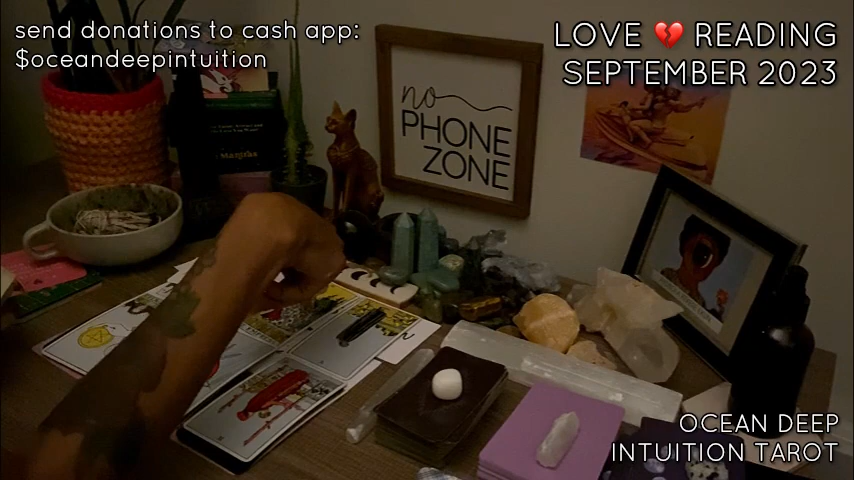 send donations to cash app:
$oceandeepintuition
LOVE 💔 READING
SEPTEMBER 2023
no
PHONE
ZONE
OCEAN DEEP
INTUITION TAROT